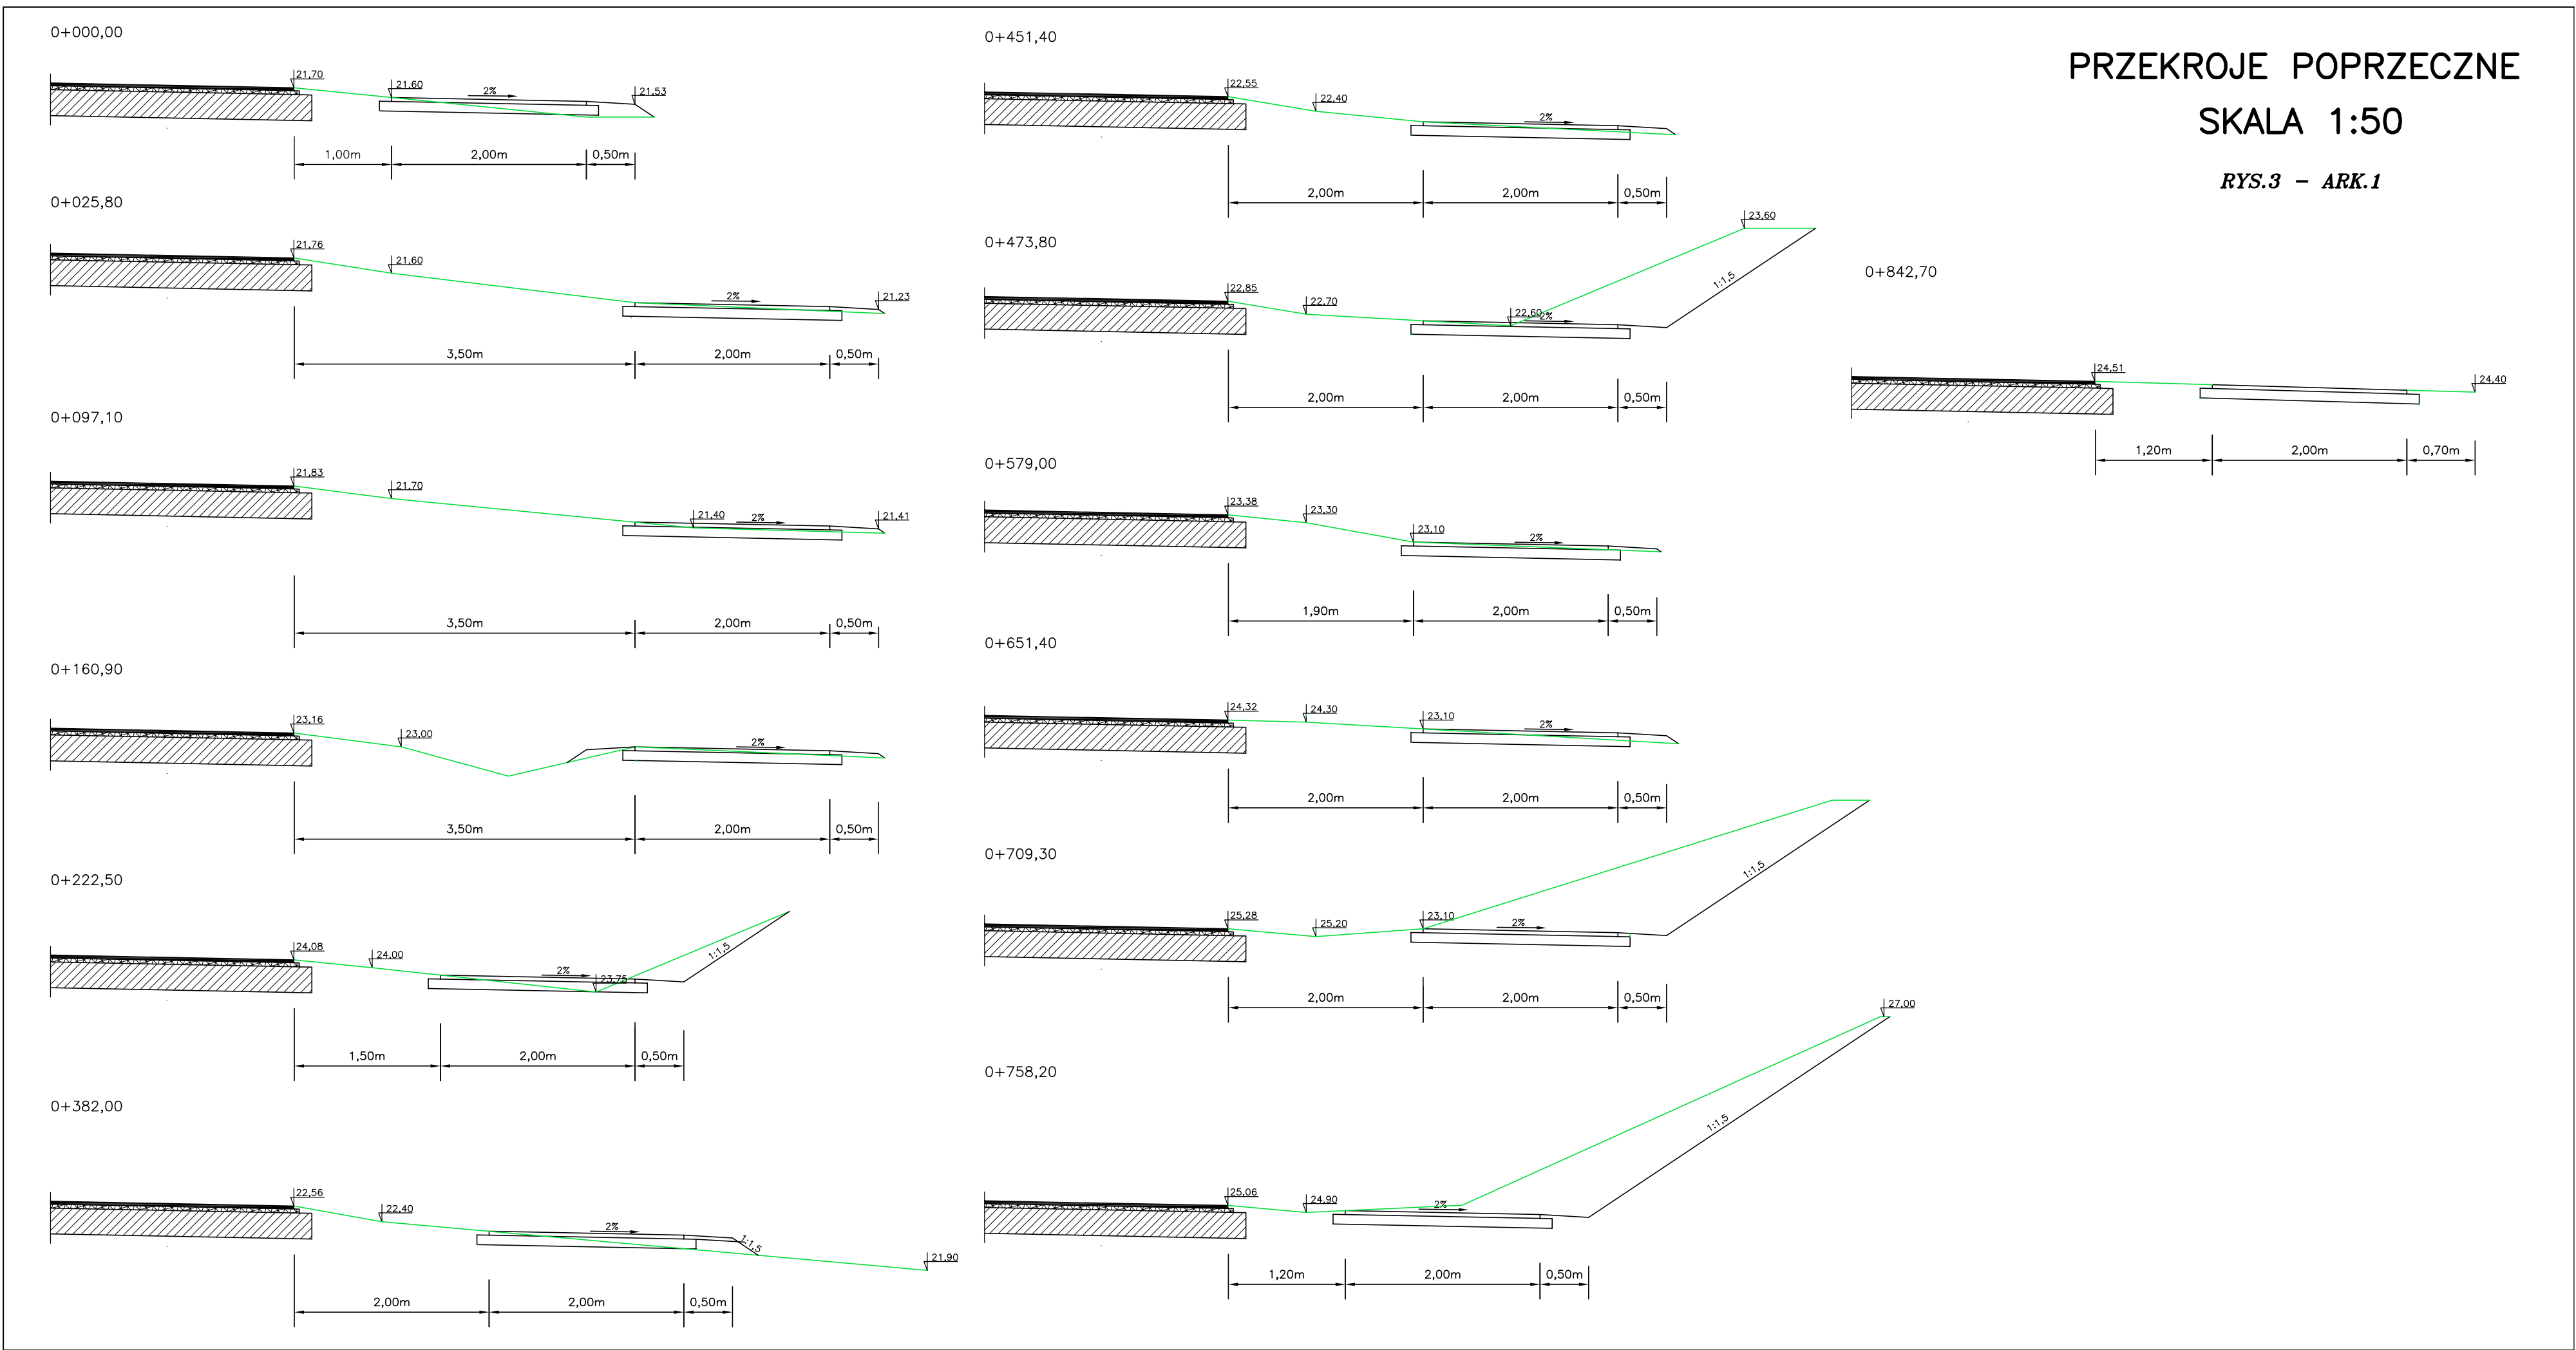 PRZEKROJE POPRZECZNE
SKALA 1:50
RYS.3 - ARK.1
0+000,00
21,70
21,60
2%
21,53
1,00m
2,00m
0,50m
0+025,80
21,76
21,60
2%
21,23
3,50m
2,00m
0,50m
0+097,10
21,83
21,70
21,40
2%
21,41
3,50m
2,00m
0,50m
0+160,90
23,16
23,00
2%
3,50m
2,00m
0,50m
0+222,50
24,08
24,00
2%
23,75
1:1,5
1,50m
2,00m
0,50m
0+382,00
22,56
22,40
2%
1:1,5
21,90
2,00m
2,00m
0,50m
0+451,40
22,55
22,40
2%
2,00m
2,00m
0,50m
0+473,80
23,60
22,85
22,70
22,60
2%
1:1,5
2,00m
2,00m
0,50m
0+579,00
23,38
23,30
23,10
2%
1,90m
2,00m
0,50m
0+651,40
24,32
24,30
23,10
2%
2,00m
2,00m
0,50m
0+709,30
25,28
25,20
23,10
2%
1:1,5
2,00m
2,00m
0,50m
0+758,20
27,00
25,06
24,90
2%
1:1,5
1,20m
2,00m
0,50m
0+842,70
24,51
24,40
1,20m
2,00m
0,70m